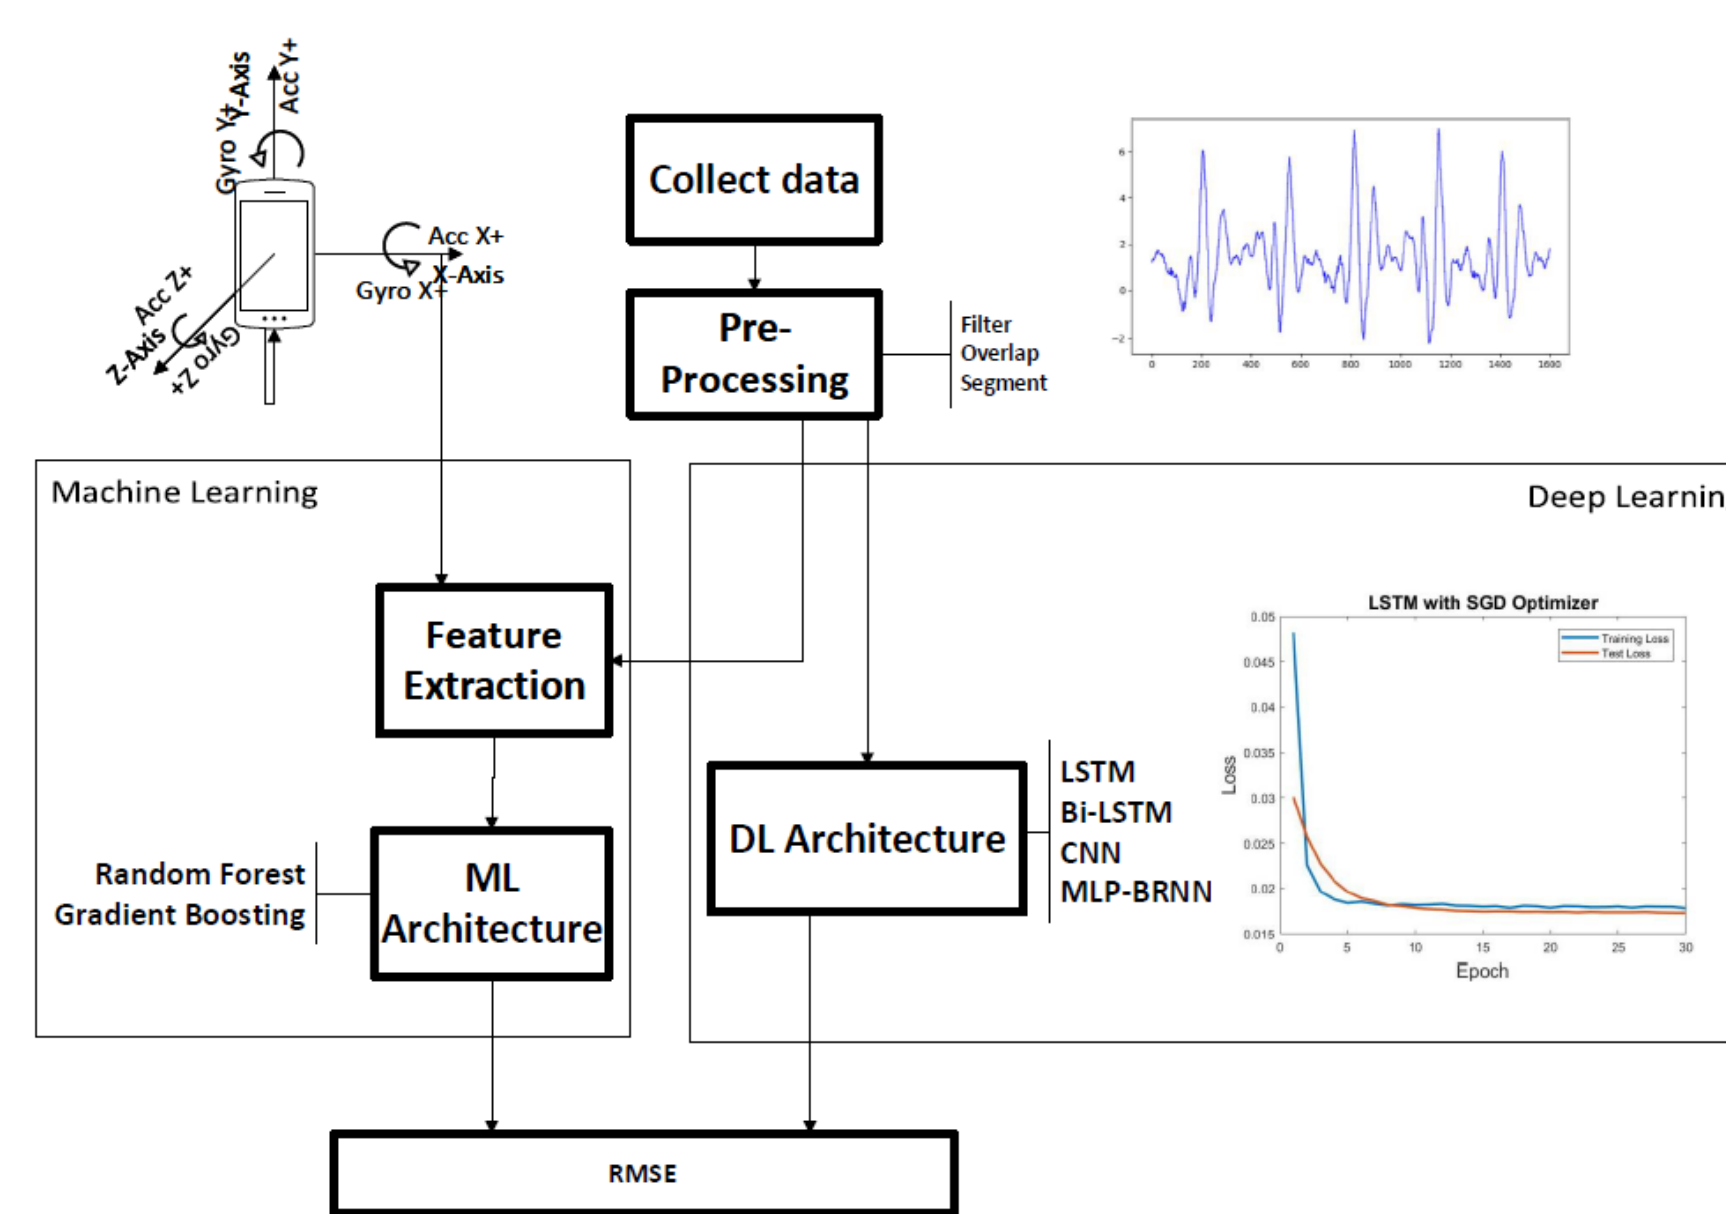 Y-Axis
Acc Y+
Gyro Y+
Acc X+
X-Axis
Gyro X+
Acc Z+
Z-Axis
Gyro Z+
Collect data
Pre-
Processing
Filter
Overlap
Segment
6
4
2
0
−2
0 200 400 600 800 1000 1200 1400 1600
Machine Learning
Feature
Extraction
ML
Architecture
Random Forest
Gradient Boosting
Deep Learnin
DL Architecture
LSTM
Bi-LSTM
CNN
MLP-BRNN
LSTM with SGD Optimizer
Training Loss
Test Loss
0.05
0.045
0.04
0.035
0.03
0.025
0.02
0.015
Loss
0 5 10 15 20 25 30
Epoch
RMSE